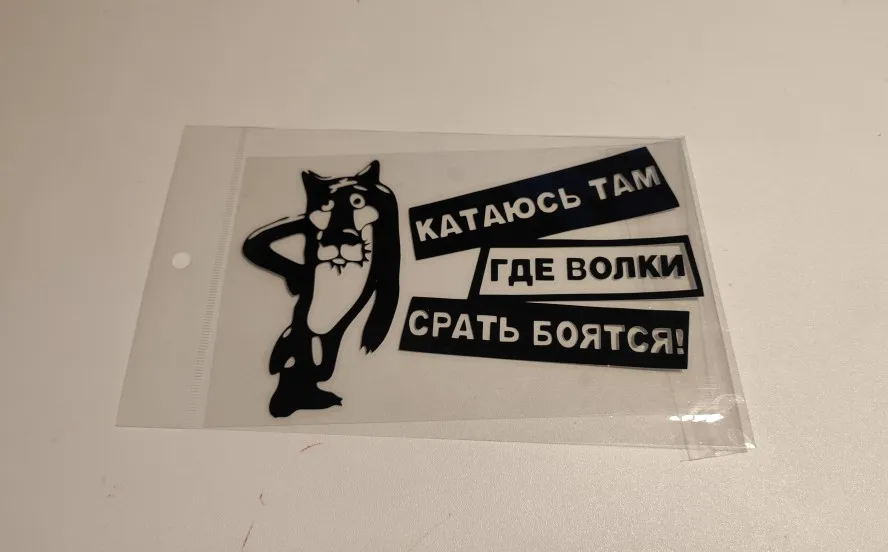 КАТАЮСЬ ТАМ
ГДЕ ВОЛКИ
СРАТЬ БОЯТСЯ!